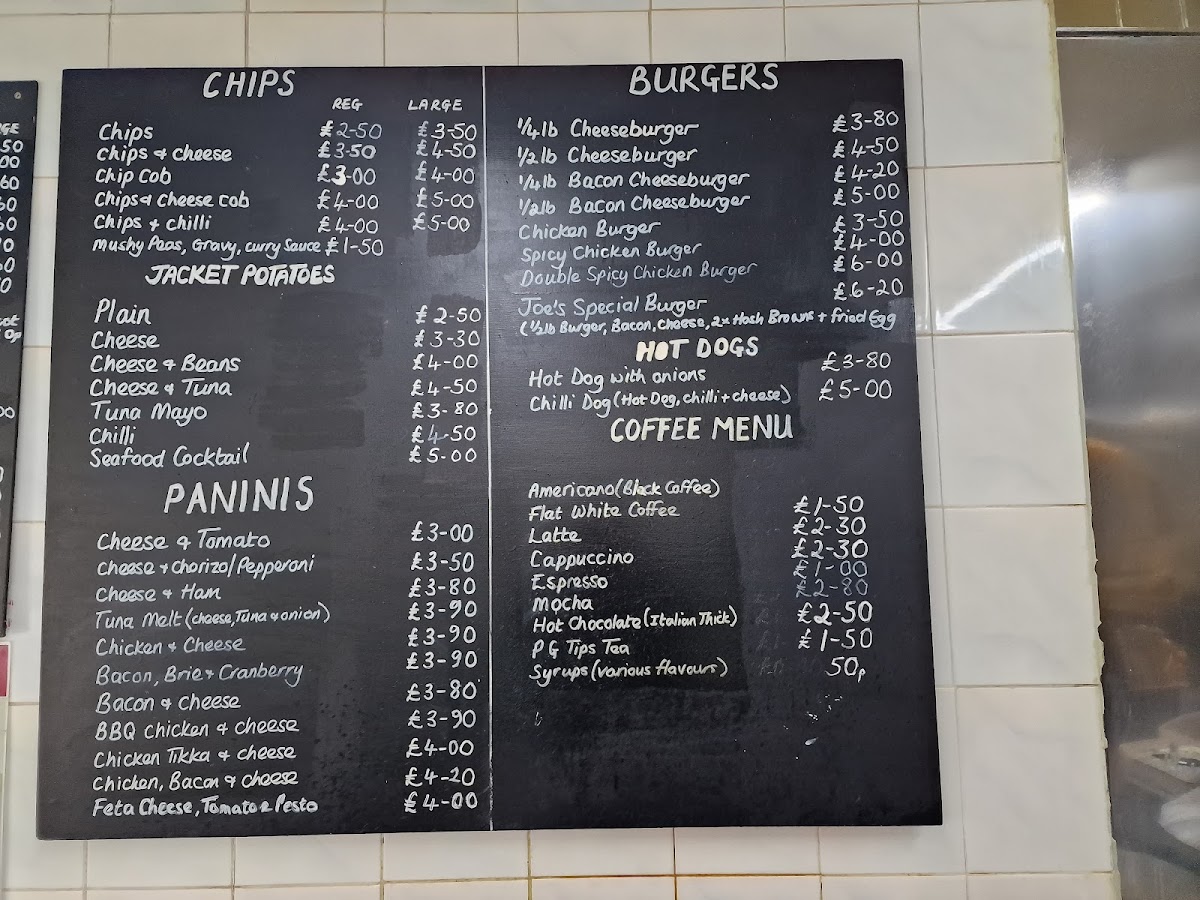 GE
50
00
60
CHIPS
REG LARGE
Chips £2-50 £3-50
Chips & Cheese £3-50 £4-50
Chip Cob £3-00 £4-00
Chips & Cheese Cob £4-00 £5-00
Chips & Chilli £4-00 £5-00
Mushy Peas, Gravy, Curry Sauce £1-50
JACKET POTATOES
Plain £2-50
Cheese £3-30
Cheese & Beans £4-00
Cheese & Tuna £4-50
Tuna Mayo £3-80
Chilli £4-50
Seafood Cocktail £5-00
PANINIS
Cheese & Tomato £3-00
Cheese & Chorizo/Pepperoni £3-50
Cheese & Ham £3-80
Tuna Melt (cheese, Tuna & onion) £3-90
Chicken & Cheese £3-90
Bacon, Brie & Cranberry £3-90
Bacon & Cheese £3-80
BBQ chicken & cheese £3-90
Chicken Tikka & cheese £4-00
Chicken, Bacon & cheese £4-20
Feta Cheese, Tomato & Pesto £4-00
BURGERS
1/4lb Cheeseburger £3-80
1/2lb Cheeseburger £4-50
1/4lb Bacon Cheeseburger £4-20
1/2lb Bacon Cheeseburger £5-00
Chicken Burger £3-50
Spicy Chicken Burger £4-00
Double Spicy Chicken Burger £6-00
Joe's Special Burger £6-20
(1/2lb Burger, Bacon, Cheese, 2x Hash Browns + fried Egg
HOT DOGS
Hot Dog with onions £3-80
Chilli Dog (Hot Dog, chilli + cheese) £5-00
COFFEE MENU
Americano (Black Coffee)
Flat White Coffee £1-50
Latte £2-30
Cappuccino £2-30
Espresso £1-00
Mocha £2-80
Hot Chocolate (Italian Thick) £2-50
PG Tips Tea £1-50
Syrups (various flavours) 50p